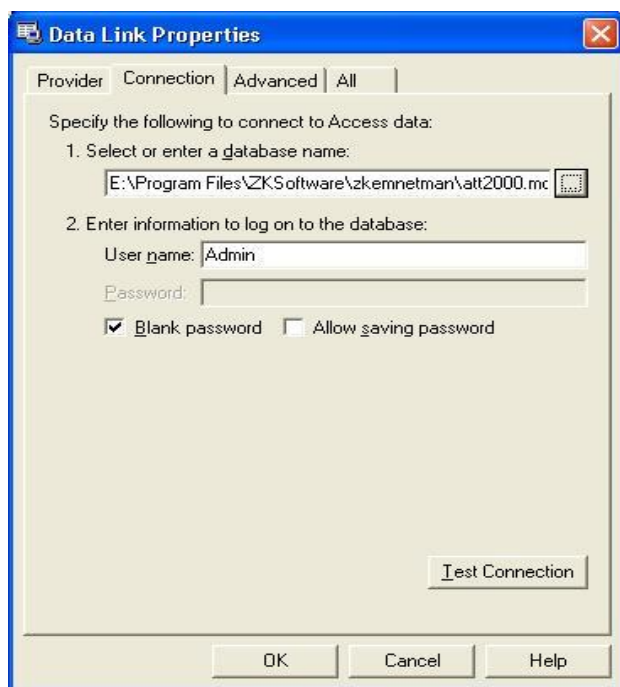 Data Link Properties
Provider Connection Advanced All
Specify the following to connect to Access data:
1. Select or enter a database name:
E:\Program Files\ZKSoftware\zkemnetman\att2000.mc ...
2. Enter information to log on to the database:
User name: Admin
Password:
Blank password Allow saving password
Test Connection
OK Cancel Help